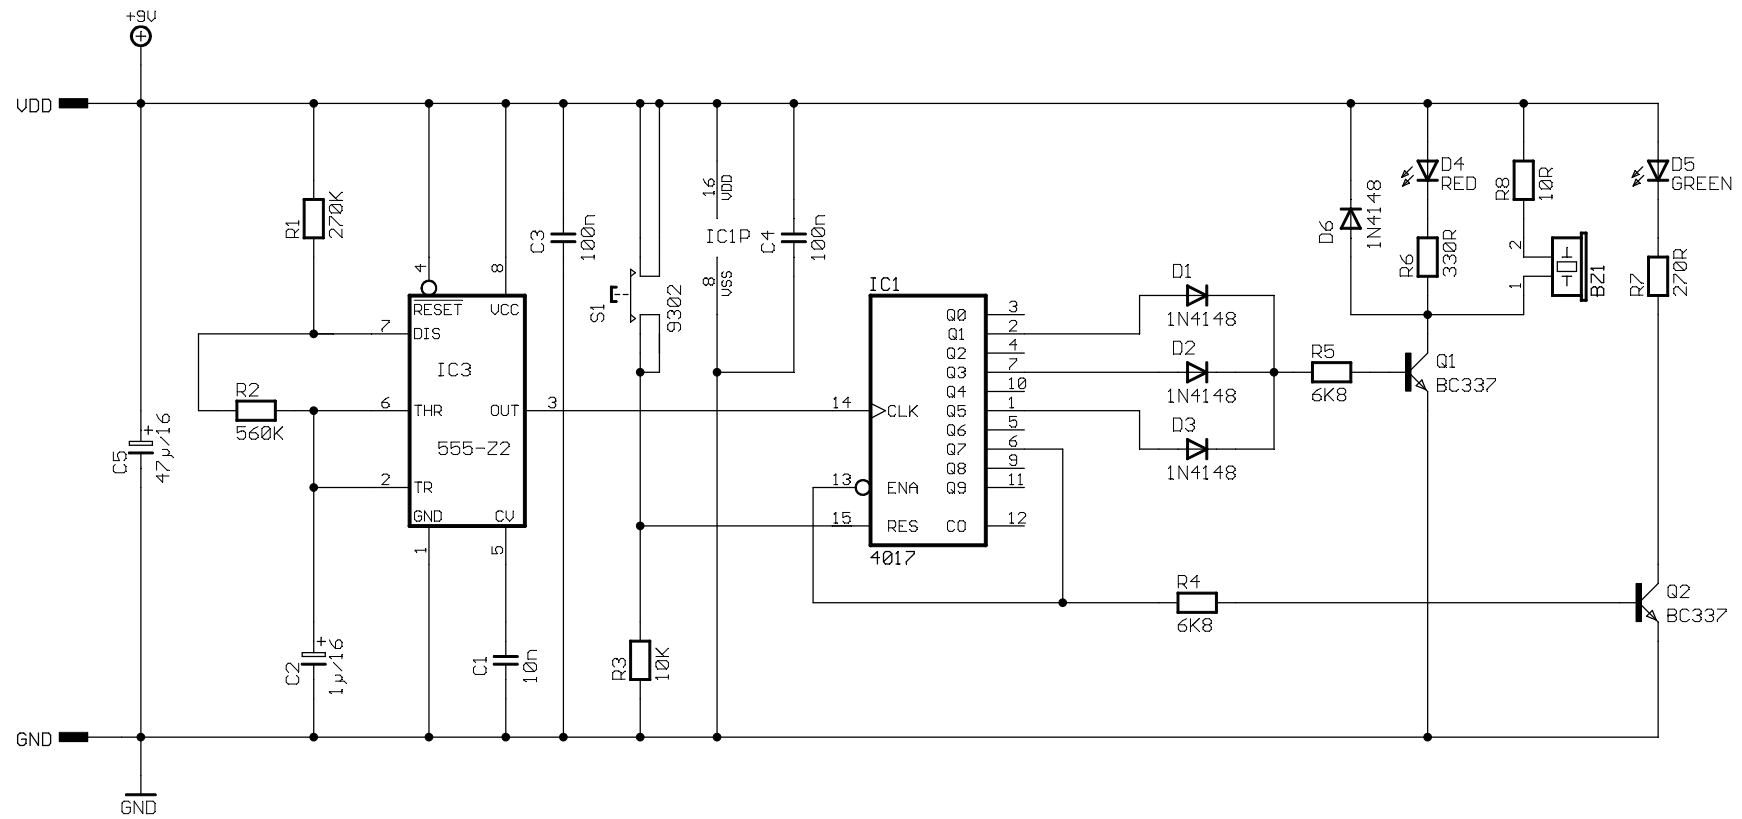 +9V
VDD
R1
270K
R2
560K
C5
+
47µ/16
C2
+
1µ/16
4
8
RESET
VCC
7
DIS
IC3
6
THR
OUT
3
555-Z2
2
TR
GND
CV
1
5
C1
10n
C3
100n
S1
9302
R3
10K
16
VDD
IC1P
8
VSS
C4
100n
IC1
Q0
3
Q1
2
Q2
4
Q3
7
Q4
10
14
CLK
Q5
1
Q6
5
Q7
6
Q8
9
13
ENA
Q9
11
15
RES
CO
12
4017
D1
1N4148
D2
1N4148
D3
1N4148
R5
6K8
R4
6K8
D6
1N4148
D4
RED
R6
330R
R8
10R
2
1
BZ1
D5
GREEN
R7
270R
Q1
BC337
Q2
BC337
GND
GND